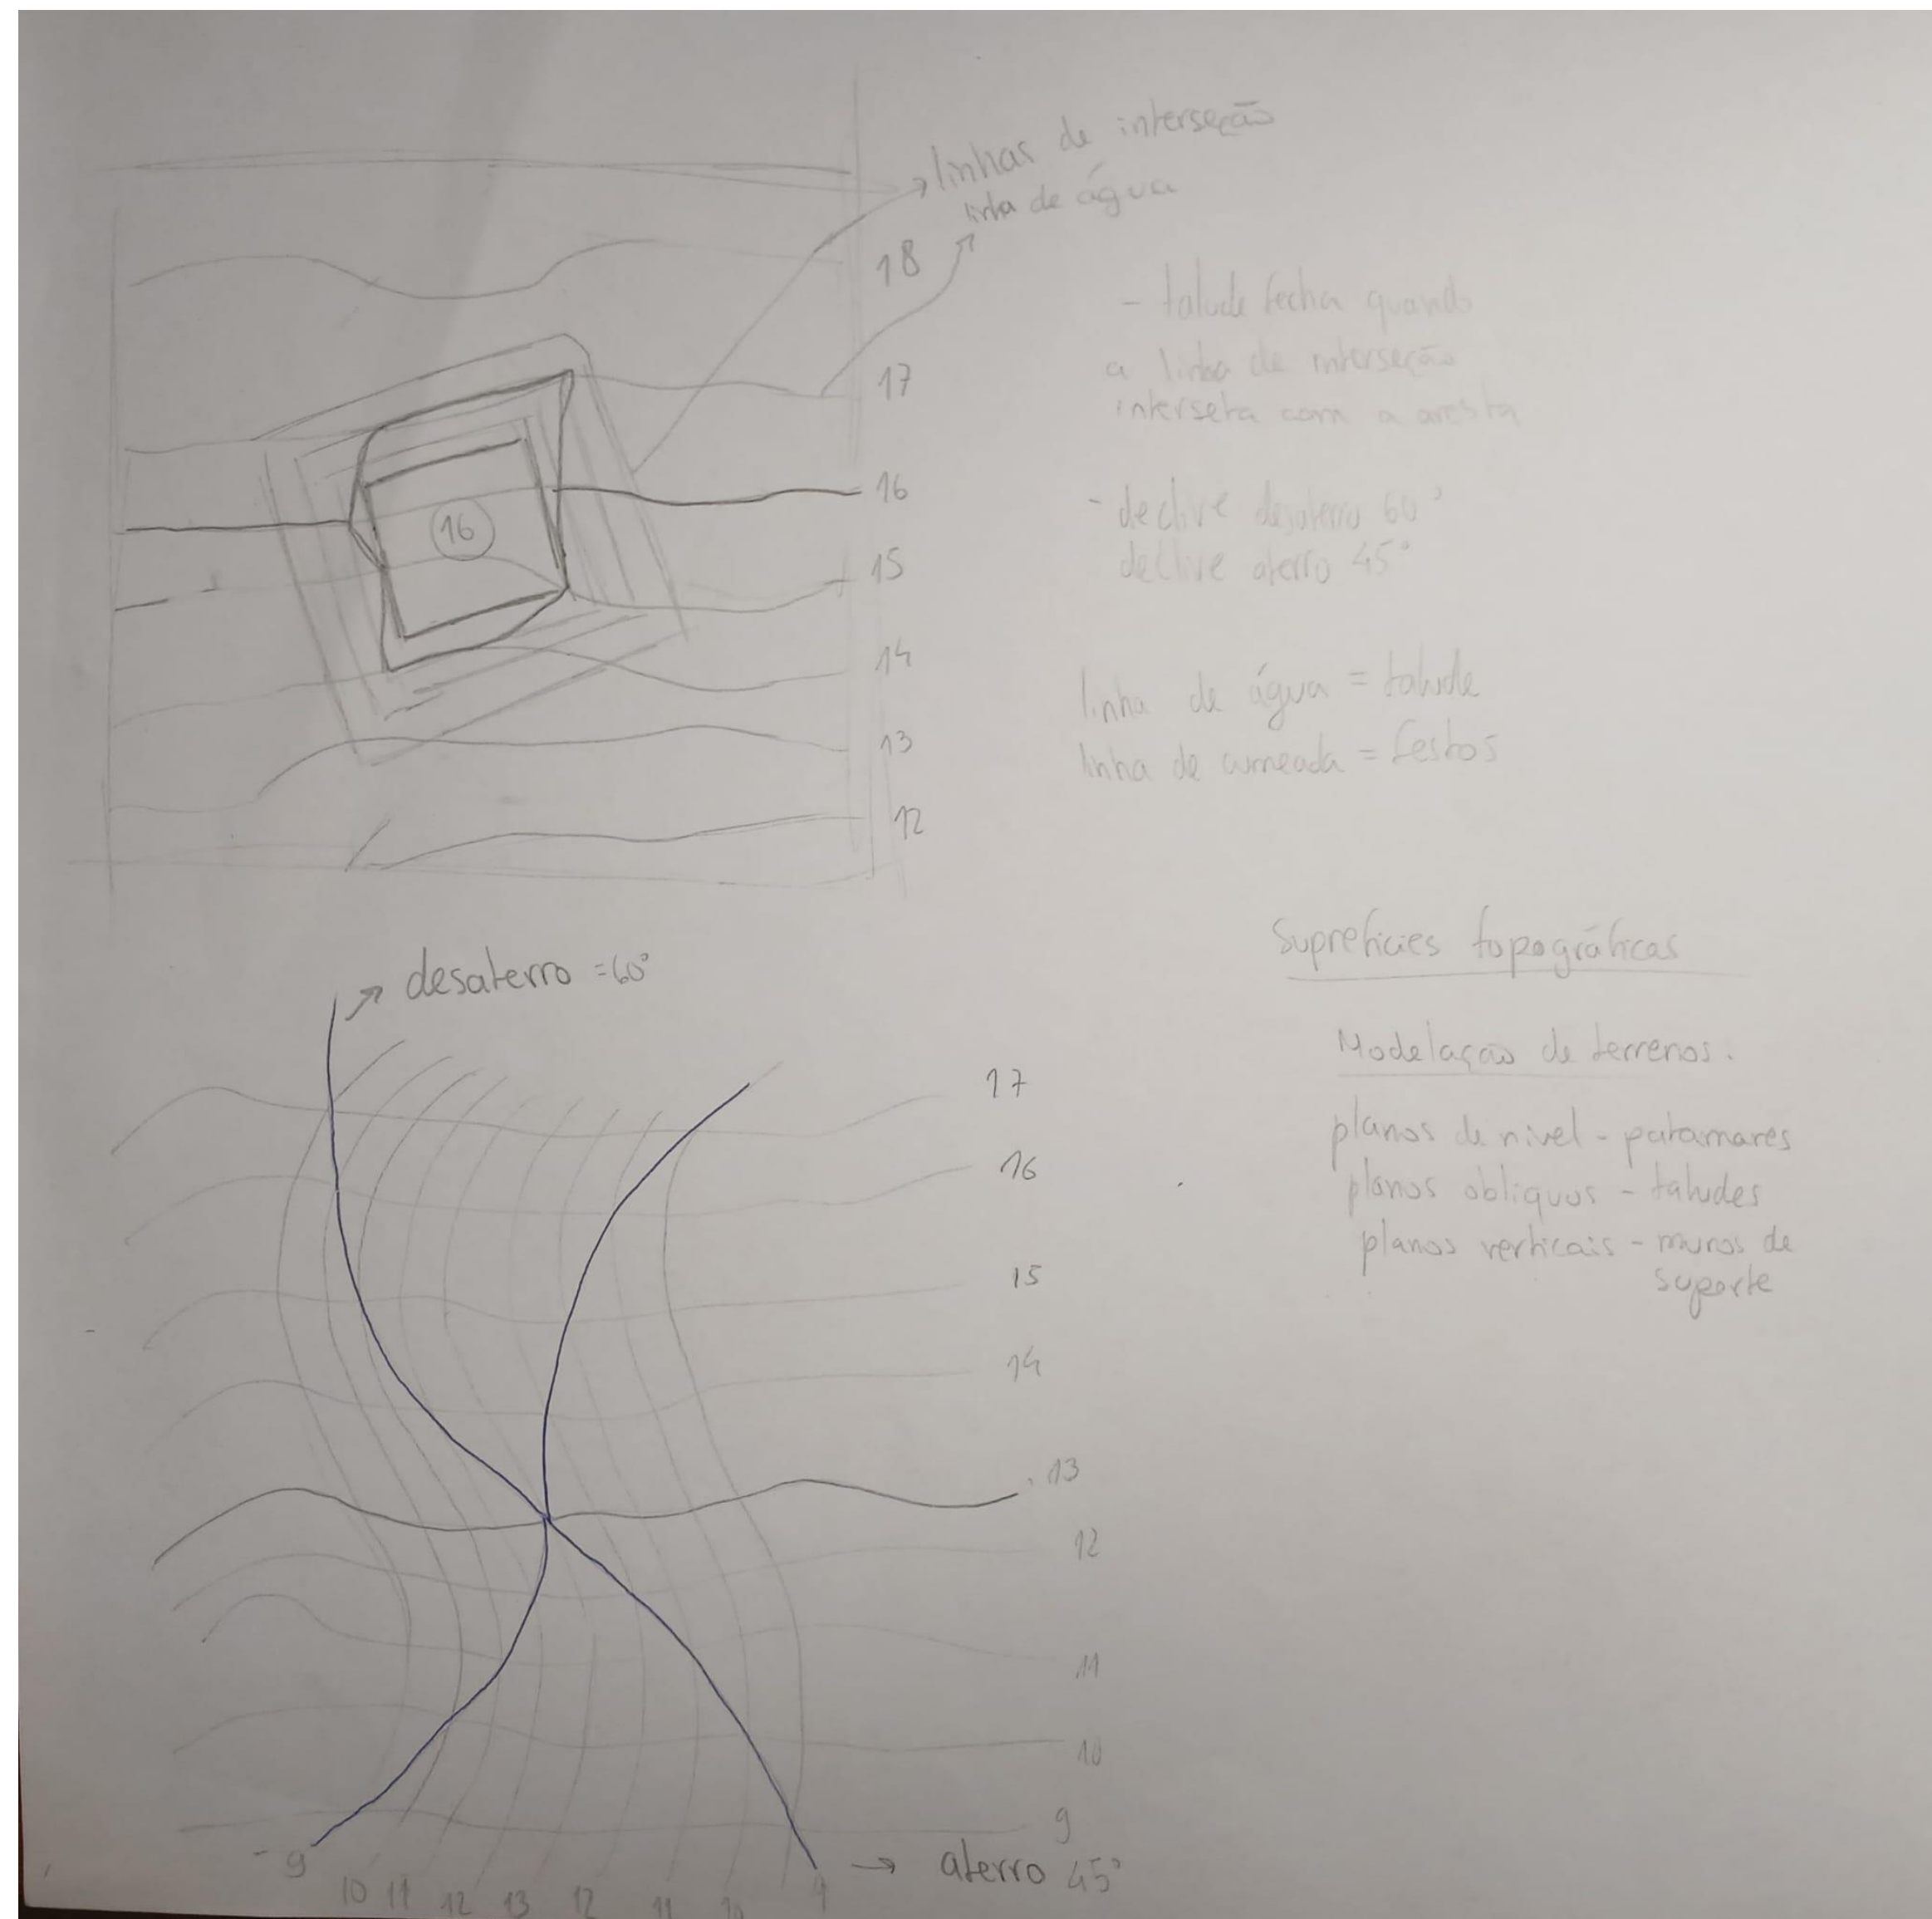 linhas de interseção
linha de água
18
17
16
16
15
14
13
12
- talude fecha quando
a linha de interseção
interseta com a aresta
- declive desaterro 60°
declive aterro 45°
linha de água = talude
linha de cumeada = festos
desaterro = 60°
17
16
15
14
13
12
11
10
9
9
10 11 12 13 12 11 10 9
aterro 45°
Suprefícies topográficas
Modelação de terrenos.
planos de nível - patamares
planos obliquos - taludes
planos verticais - muros de
suporte